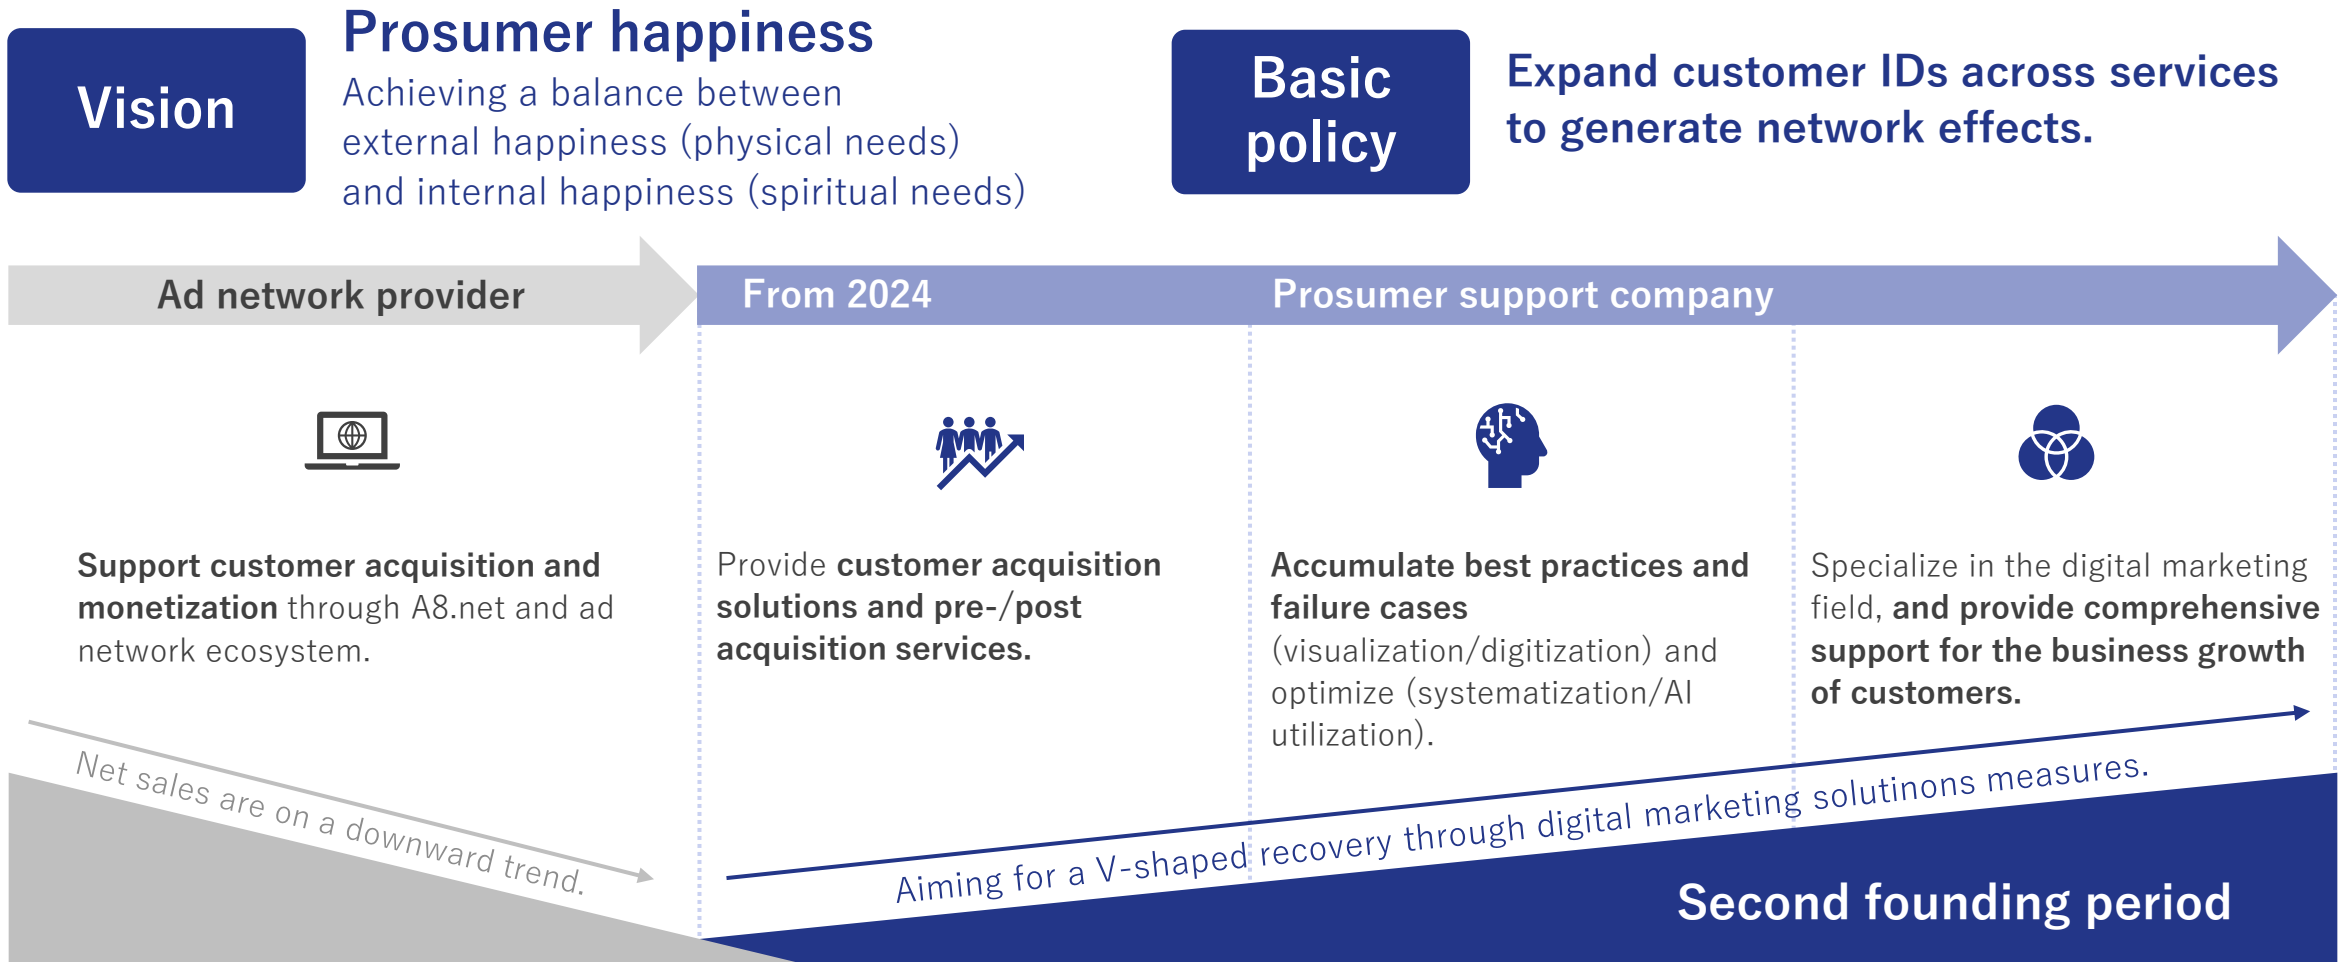 Vision
Prosumer happiness
Achieving a balance between
external happiness (physical needs)
and internal happiness (spiritual needs)
Basic
policy
Expand customer IDs across services
to generate network effects.
Ad network provider
From 2024
Prosumer support company
Support customer acquisition and
monetization through A8.net and ad
network ecosystem.
Provide customer acquisition
solutions and pre-/post
acquisition services.
Accumulate best practices and
failure cases
(visualization/digitization) and
optimize (systematization/AI
utilization).
Specialize in the digital marketing
field, and provide comprehensive
support for the business growth
of customers.
Net sales are on a downward trend.
Aiming for a V-shaped recovery through digital marketing solutinons measures.
Second founding period